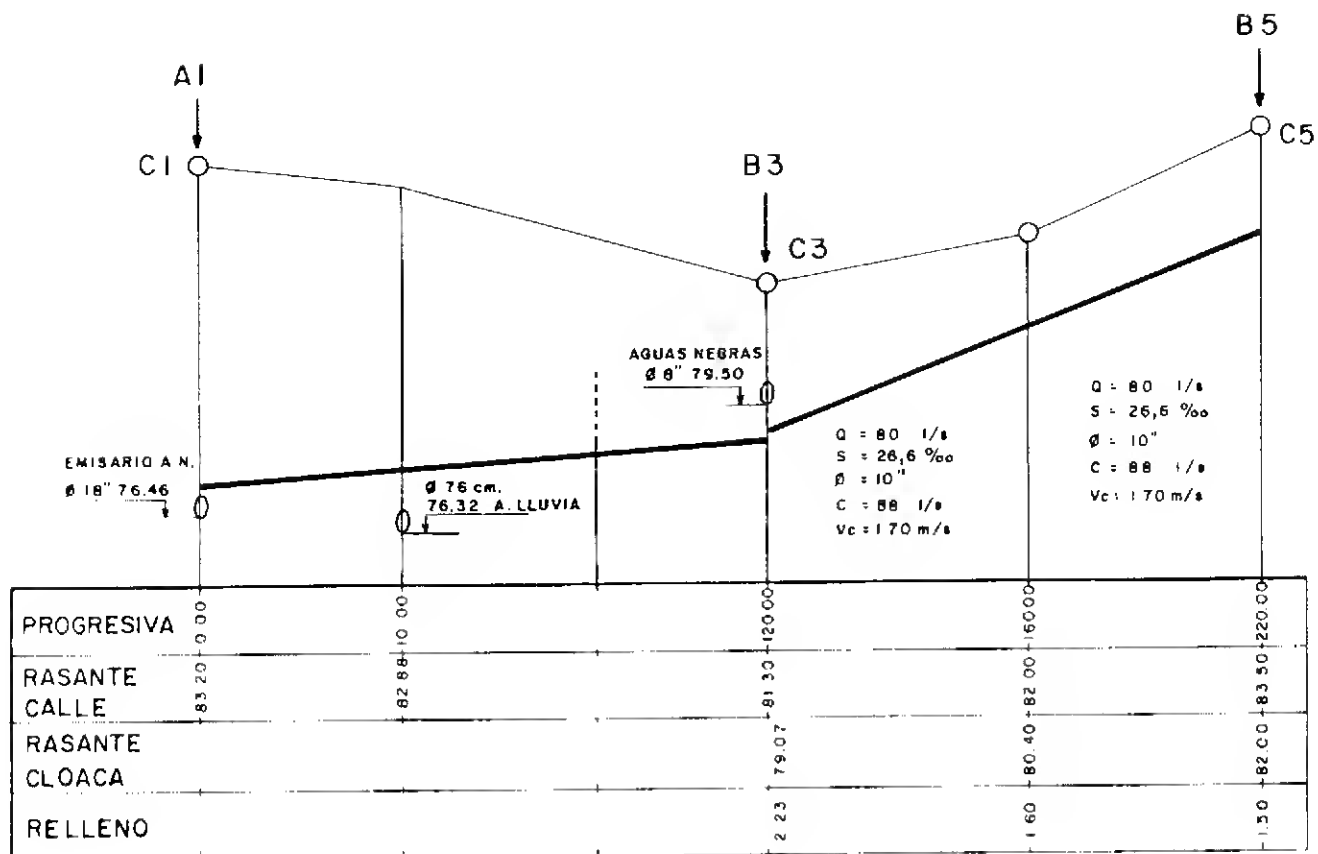 B5
A1
C1
C5
B3
C3
AGUAS NEGRAS
Ø 8" 79.50
EMISARIO A N.
Ø 18" 76.46
Ø 76 cm.
76.32 A. LLUVIA
Q = 80 l/s
S = 26,6 ‰
Ø = 10"
C = 88 l/s
Vc = 1 70 m/s
Q = 80 l/s
S = 26,6 ‰
Ø = 10"
C = 88 l/s
Vc = 1 70 m/s
PROGRESIVA 0 00 10 00 120 00 160 00 220.00
RASANTE CALLE 83 20 82 88 81 30 82 00 83 50
RASANTE CLOACA 79.07 80.40 82.00
RELLENO 2 23 1 60 1.50